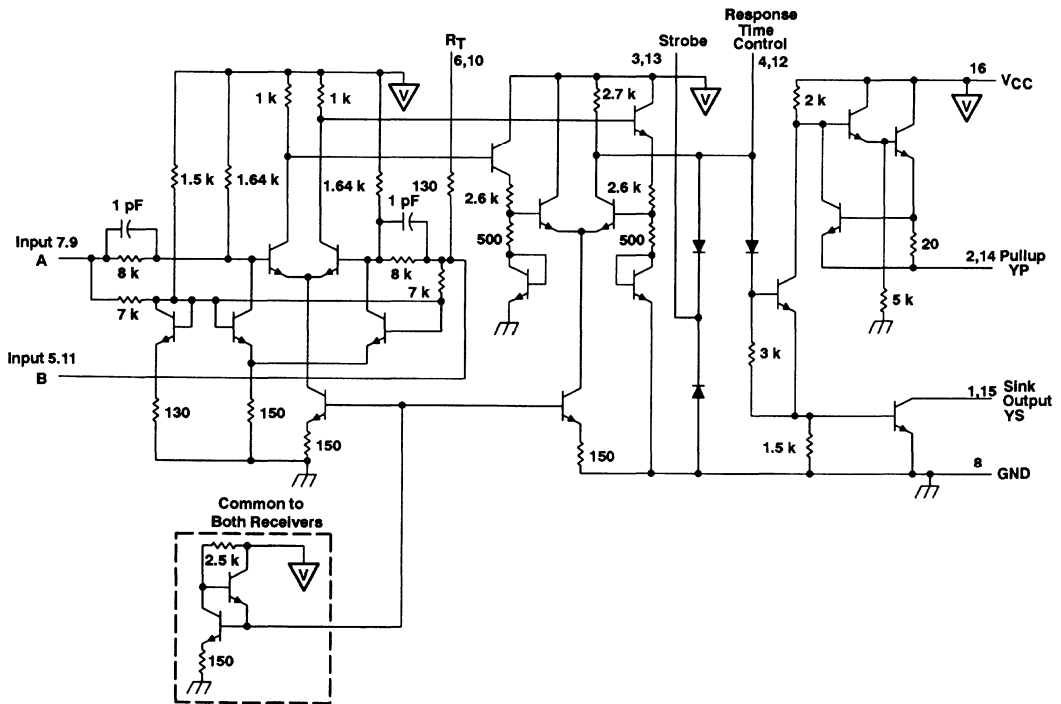 Response
Time
Control
4,12
Strobe
3,13
RT
6,10
16
VCC
V
V
V
1 k
1 k
2.7 k
2 k
1.5 k
1.64 k
1.64 k
130
2.6 k
2.6 k
1 pF
1 pF
500
500
20
Input 7.9
A
8 k
8 k
7 k
7 k
2,14 Pullup
YP
5 k
Input 5.11
B
3 k
130
150
150
150
1.5 k
1,15
Sink
Output
YS
8
GND
Common to
Both Receivers
2.5 k
V
150